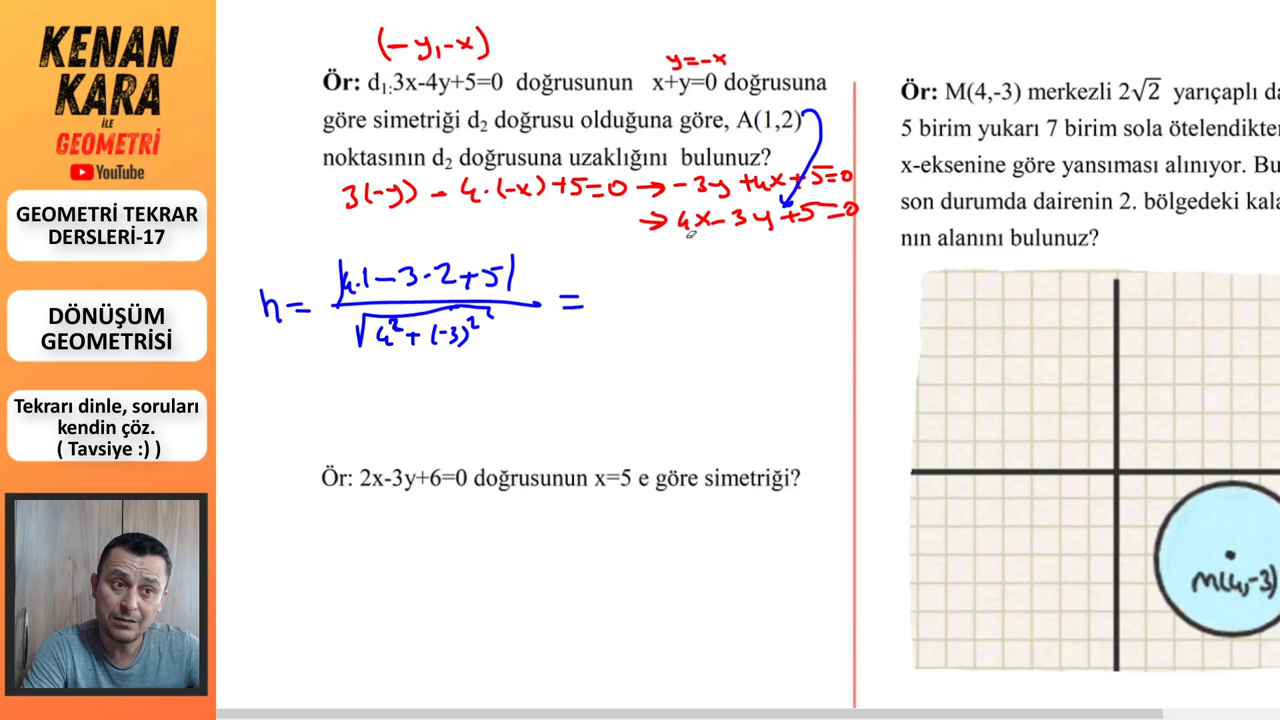 KENAN
KARA
İLE
GEOMETRİ
YouTube
GEOMETRİ TEKRAR
DERSLERİ-17
DÖNÜŞÜM
GEOMETRİSİ
Tekrarı dinle, soruları
kendin çöz.
( Tavsiye :) )
(-y,-x)
y=-x
Ör: d₁:3x-4y+5=0 doğrusunun x+y=0 doğrusuna
göre simetriği d₂ doğrusu olduğuna göre, A(1,2)
noktasının d₂ doğrusuna uzaklığını bulunuz?
3(-y) - 4.(-x)+5=0 → -3y+4x+5=0
→ 4x-3y+5=0
h= |4.1-3.2+5| / √4²+(-3)² =
Ör: 2x-3y+6=0 doğrusunun x=5 e göre simetriği?
Ör: M(4,-3) merkezli 2√2 yarıçaplı da
5 birim yukarı 7 birim sola ötelendikte
x-eksenine göre yansıması alınıyor. Bu
son durumda dairenin 2. bölgedeki kala
nın alanını bulunuz?
M(4,-3)